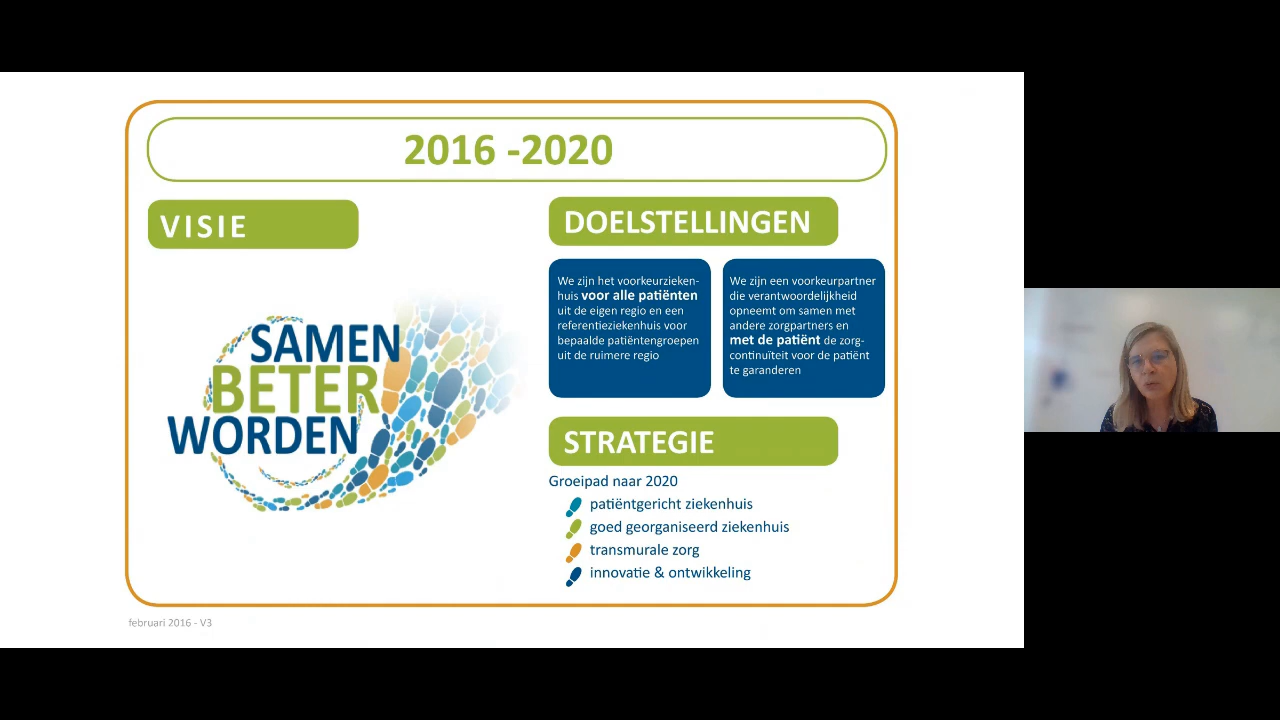 2016 -2020
VISIE
SAMEN
BETER
WORDEN
DOELSTELLINGEN
We zijn het voorkeurzieken-
huis voor alle patiënten
uit de eigen regio en een
referentieziekenhuis voor
bepaalde patiëntengroepen
uit de ruimere regio
We zijn een voorkeurpartner
die verantwoordelijkheid
opneemt om samen met
andere zorgpartners en
met de patiënt de zorg-
continuïteit voor de patiënt
te garanderen
STRATEGIE
Groeipad naar 2020
patiëntgericht ziekenhuis
goed georganiseerd ziekenhuis
transmurale zorg
innovatie & ontwikkeling
februari 2016 - V3